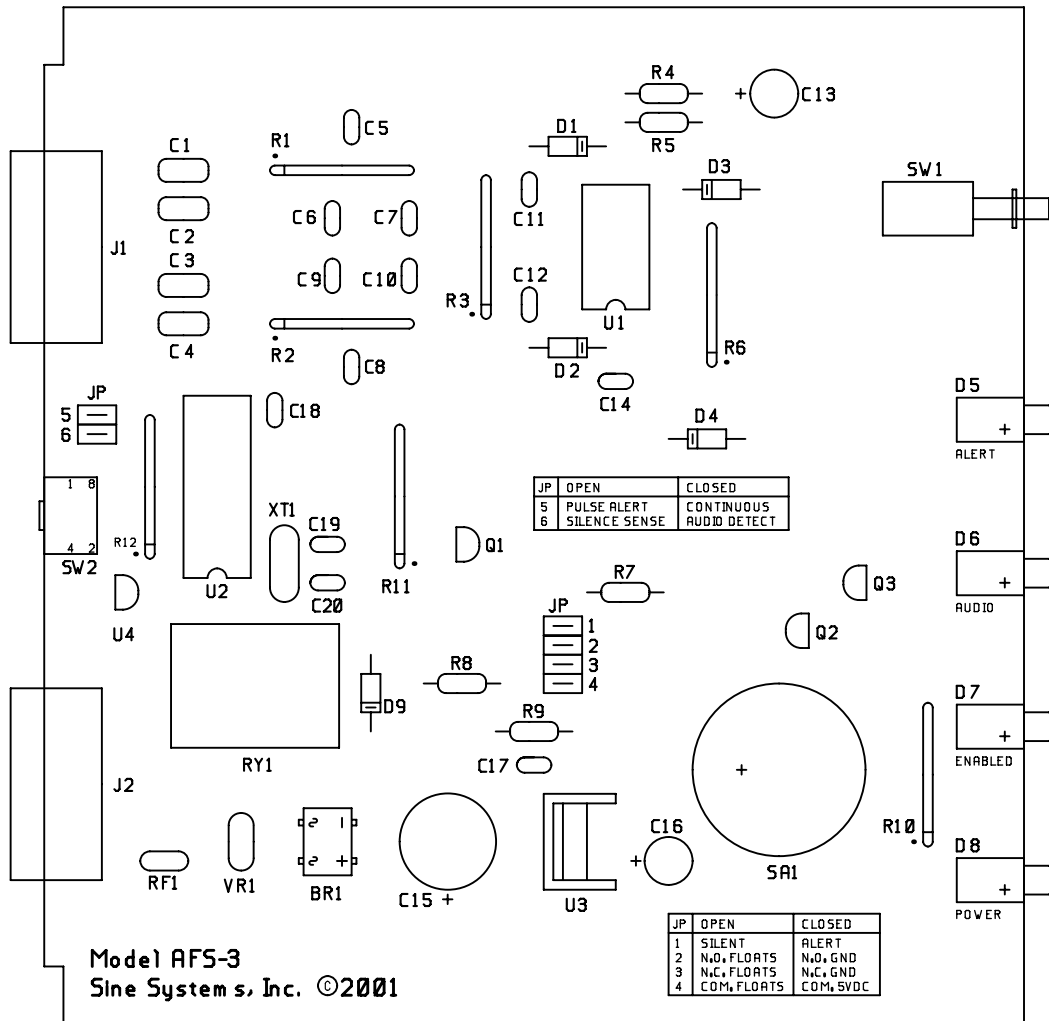 R4
C13
D1
R5
C5
R1
C1
D3
SW1
C11
C6
C7
C2
J1
C3
C9
C10
C12
R3
U1
R2
R6
C4
C8
D2
C14
D5
+
ALERT
JP
5
6
C18
D4
JP OPEN CLOSED
5 PULSE ALERT CONTINUOUS
6 SILENCE SENSE AUDIO DETECT
1 8
4 2
SW2
R12
XT1
C19
Q1
D6
+
AUDIO
U2
C20
R11
R7
Q3
U4
JP
1
2
3
4
Q2
R8
D9
R9
D7
+
ENABLED
RY1
C17
J2
+
C16
R10
D8
+
POWER
RF1
VR1
BR1
C15 +
U3
+
SA1
JP OPEN CLOSED
1 SILENT ALERT
2 N.O. FLOATS N.O. GND
3 N.C. FLOATS N.C. GND
4 COM. FLOATS COM. 5VDC
Model AFS-3
Sine Systems, Inc. ©2001